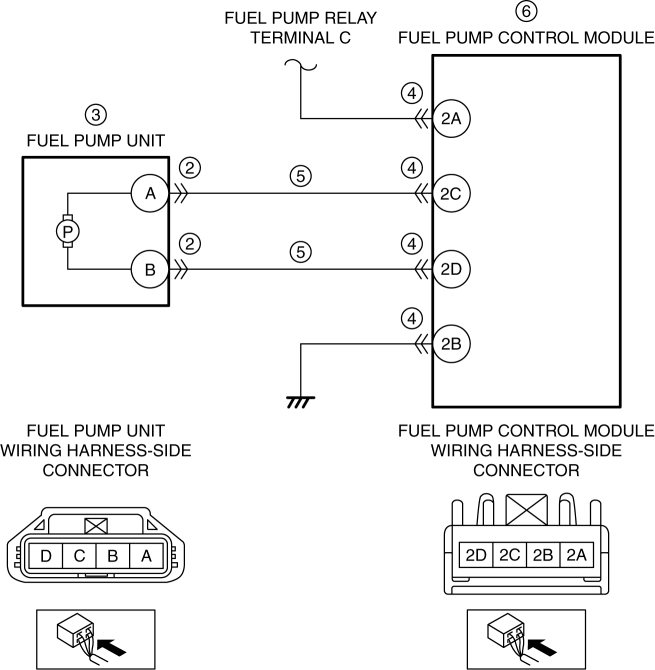 FUEL PUMP RELAY
TERMINAL C
6
FUEL PUMP CONTROL MODULE
3
FUEL PUMP UNIT
4
2A
2
5
4
A
2C
P
2
5
4
B
2D
4
2B
FUEL PUMP UNIT
WIRING HARNESS-SIDE
CONNECTOR
FUEL PUMP CONTROL MODULE
WIRING HARNESS-SIDE
CONNECTOR
D C B A
2D 2C 2B 2A